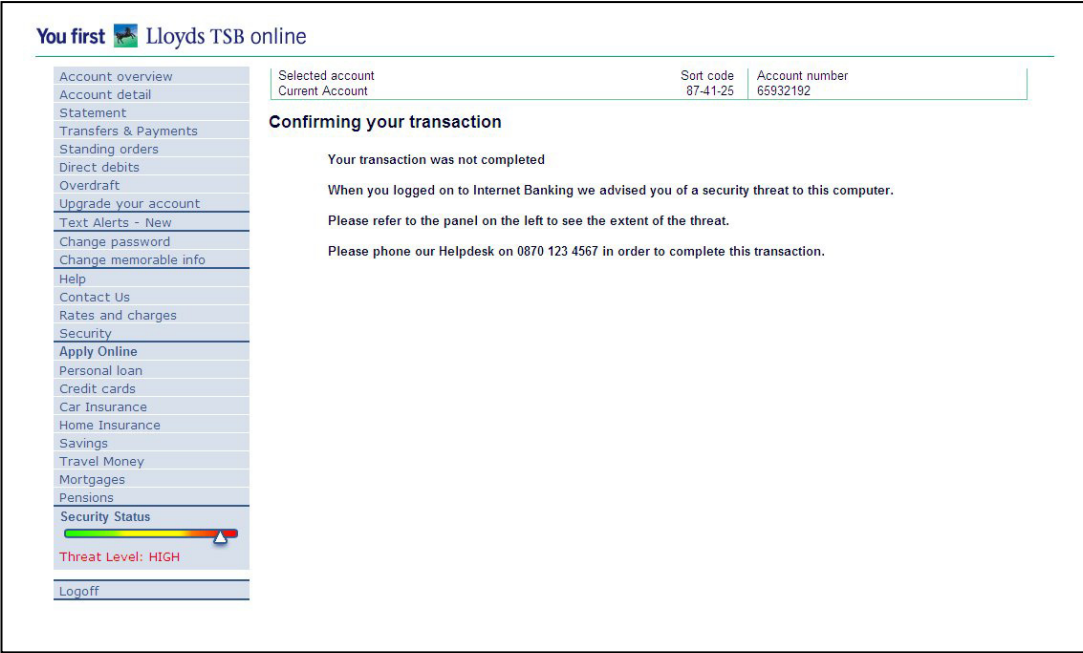 You first Lloyds TSB online
Account overview
Account detail
Statement
Transfers & Payments
Standing orders
Direct debits
Overdraft
Upgrade your account
Text Alerts - New
Change password
Change memorable info
Help
Contact Us
Rates and charges
Security
Apply Online
Personal loan
Credit cards
Car Insurance
Home Insurance
Savings
Travel Money
Mortgages
Pensions
Security Status
Threat Level: HIGH
Logoff
Selected account Sort code Account number
Current Account 87-41-25 65932192
Confirming your transaction
Your transaction was not completed
When you logged on to Internet Banking we advised you of a security threat to this computer.
Please refer to the panel on the left to see the extent of the threat.
Please phone our Helpdesk on 0870 123 4567 in order to complete this transaction.